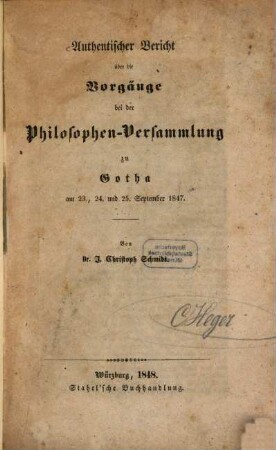 Authentischer Bericht
über die
Vorgänge
bei der
Philosophen-Versammlung
zu
Gotha
am 23., 24. und 25. September 1847.
Von
Dr. J. Christoph Schmidt.
C Heger
Würzburg, 1848.
Stahel'sche Buchhandlung.